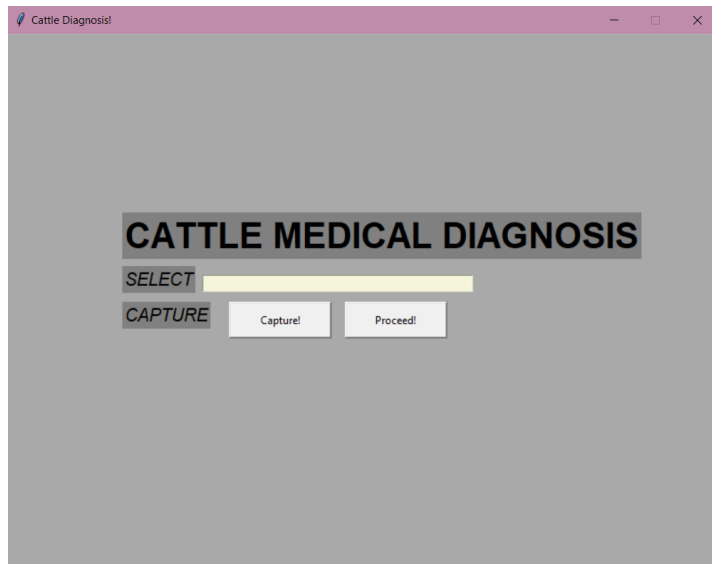 Cattle Diagnosis!
CATTLE MEDICAL DIAGNOSIS
SELECT
CAPTURE Capture! Proceed!